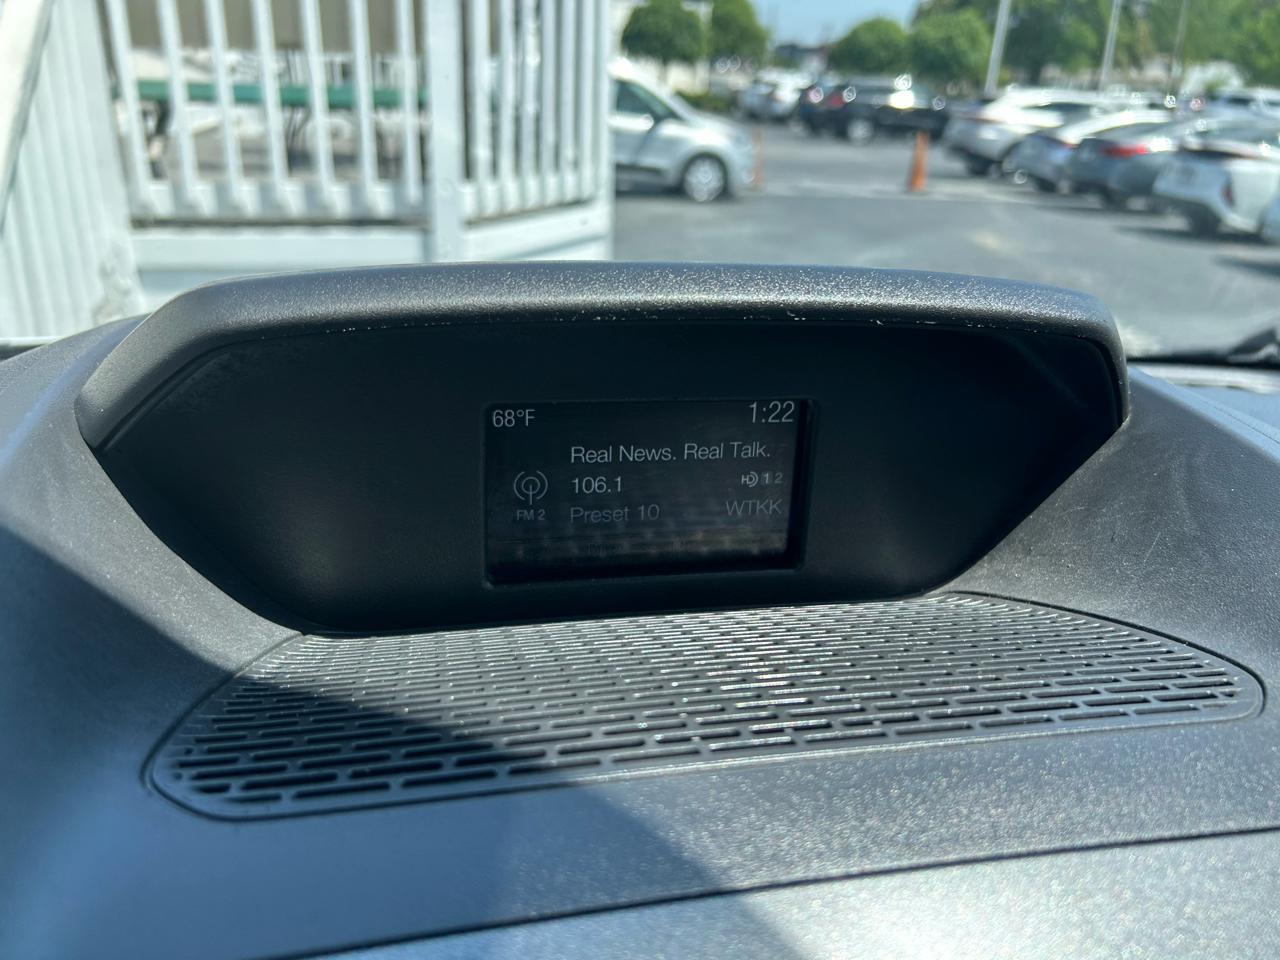 68°F 1:22
Real News. Real Talk.
106.1 HD 1 2
FM 2 Preset 10 WTKK